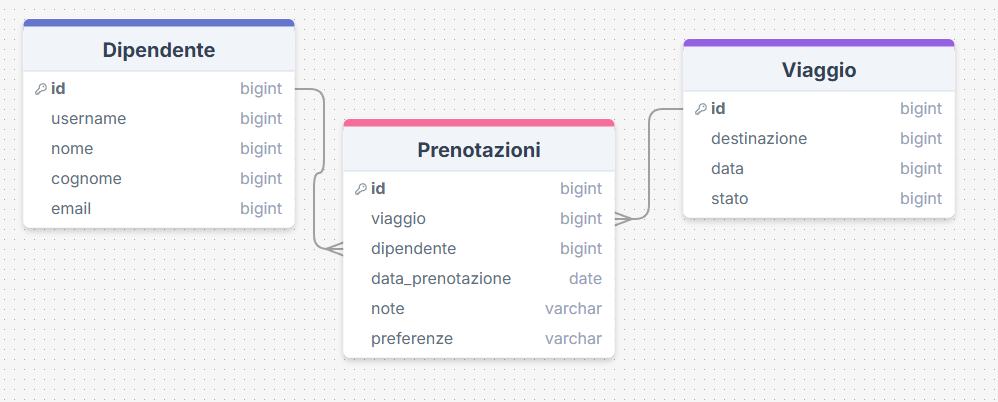 Dipendente
id bigint
username bigint
nome bigint
cognome bigint
email bigint
Prenotazioni
id bigint
viaggio bigint
dipendente bigint
data_prenotazione date
note varchar
preferenze varchar
Viaggio
id bigint
destinazione bigint
data bigint
stato bigint